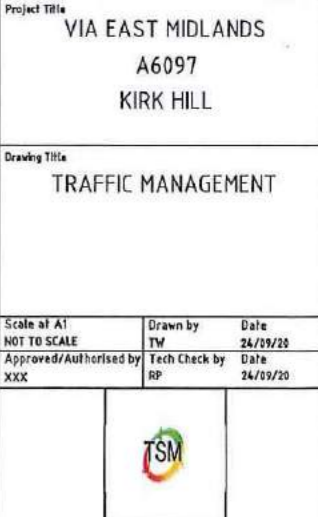 Project Title
VIA EAST MIDLANDS
A6097
KIRK HILL
Drawing Title
TRAFFIC MANAGEMENT
Scale at A1
NOT TO SCALE
Drawn by
TW
Date
24/09/20
Approved/Authorised by
XXX
Tech Check by
RP
Date
24/09/20
TSM